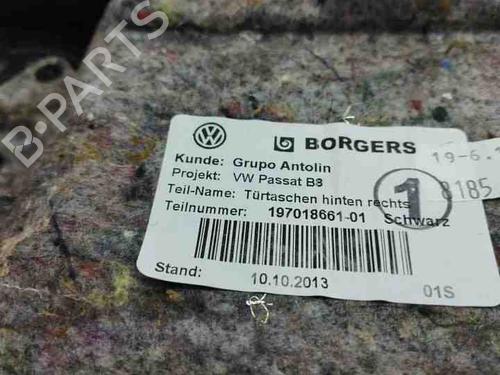 B-PARTS
BORGERS
Kunde: Grupo Antolin
Projekt: VW Passat B8
Teil-Name: Türtaschen hinten rechts
Teilnummer: 197018661-01 Schwarz
Stand: 10.10.2013 01S
19-6.1
1 8185